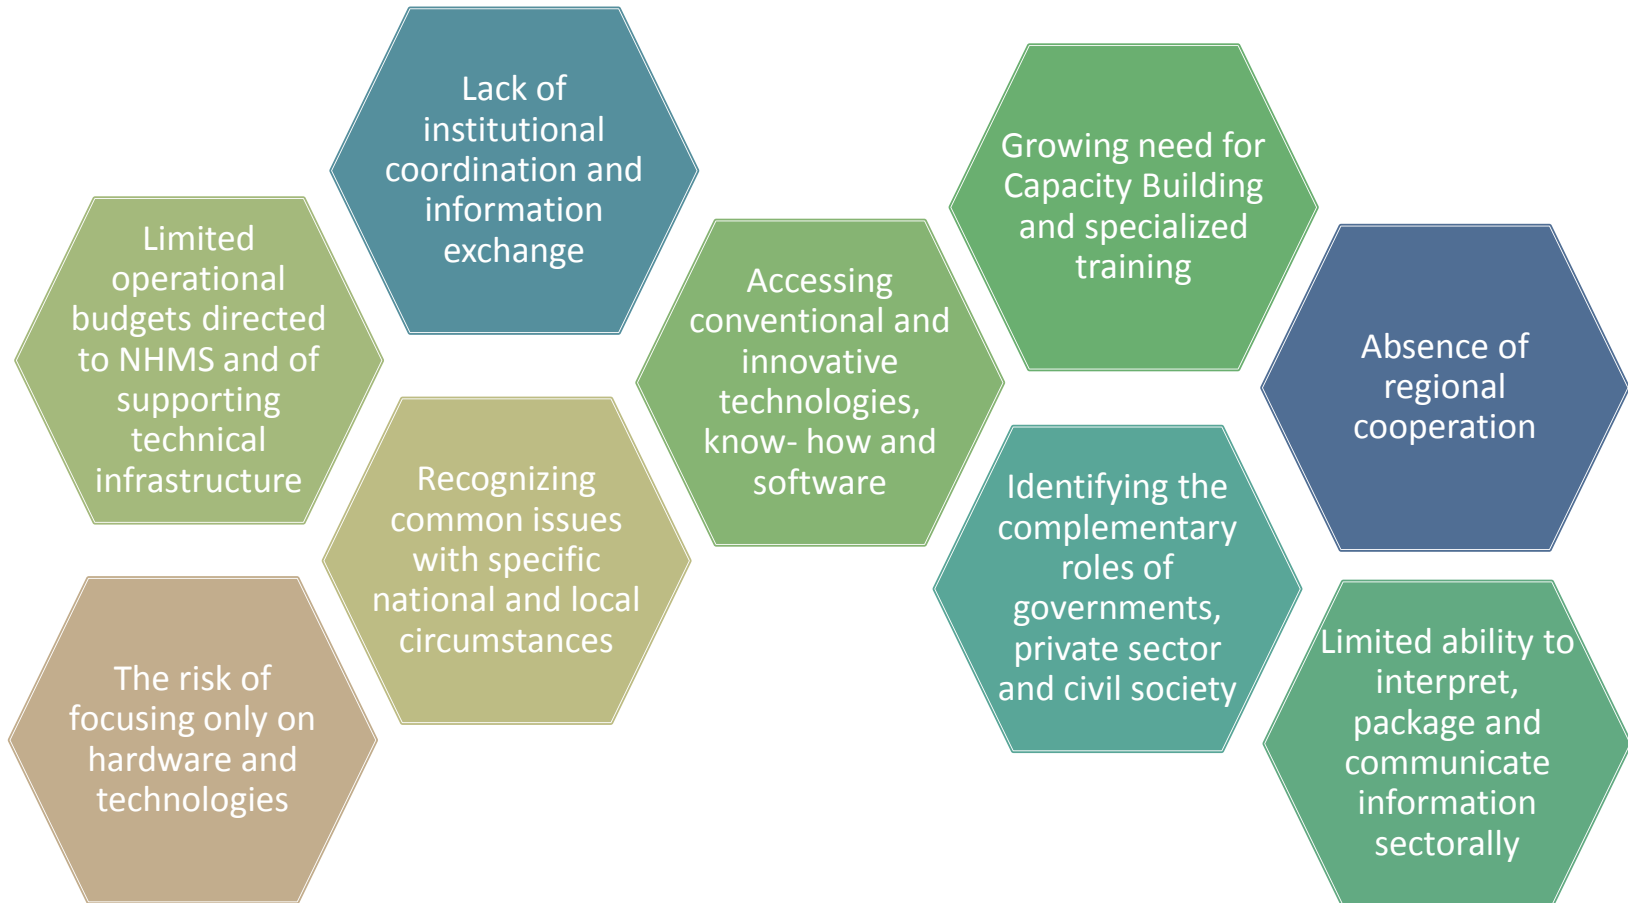 Lack of
institutional
coordination and
information
exchange
Growing need for
Capacity Building
and specialized
training
Limited
operational
budgets directed
to NHMS and of
supporting
technical
infrastructure
Accessing
conventional and
innovative
technologies,
know- how and
software
Absence of
regional
cooperation
Recognizing
common issues
with specific
national and local
circumstances
Identifying the
complementary
roles of
governments,
private sector
and civil society
The risk of
focusing only on
hardware and
technologies
Limited ability to
interpret,
package and
communicate
information
sectorally